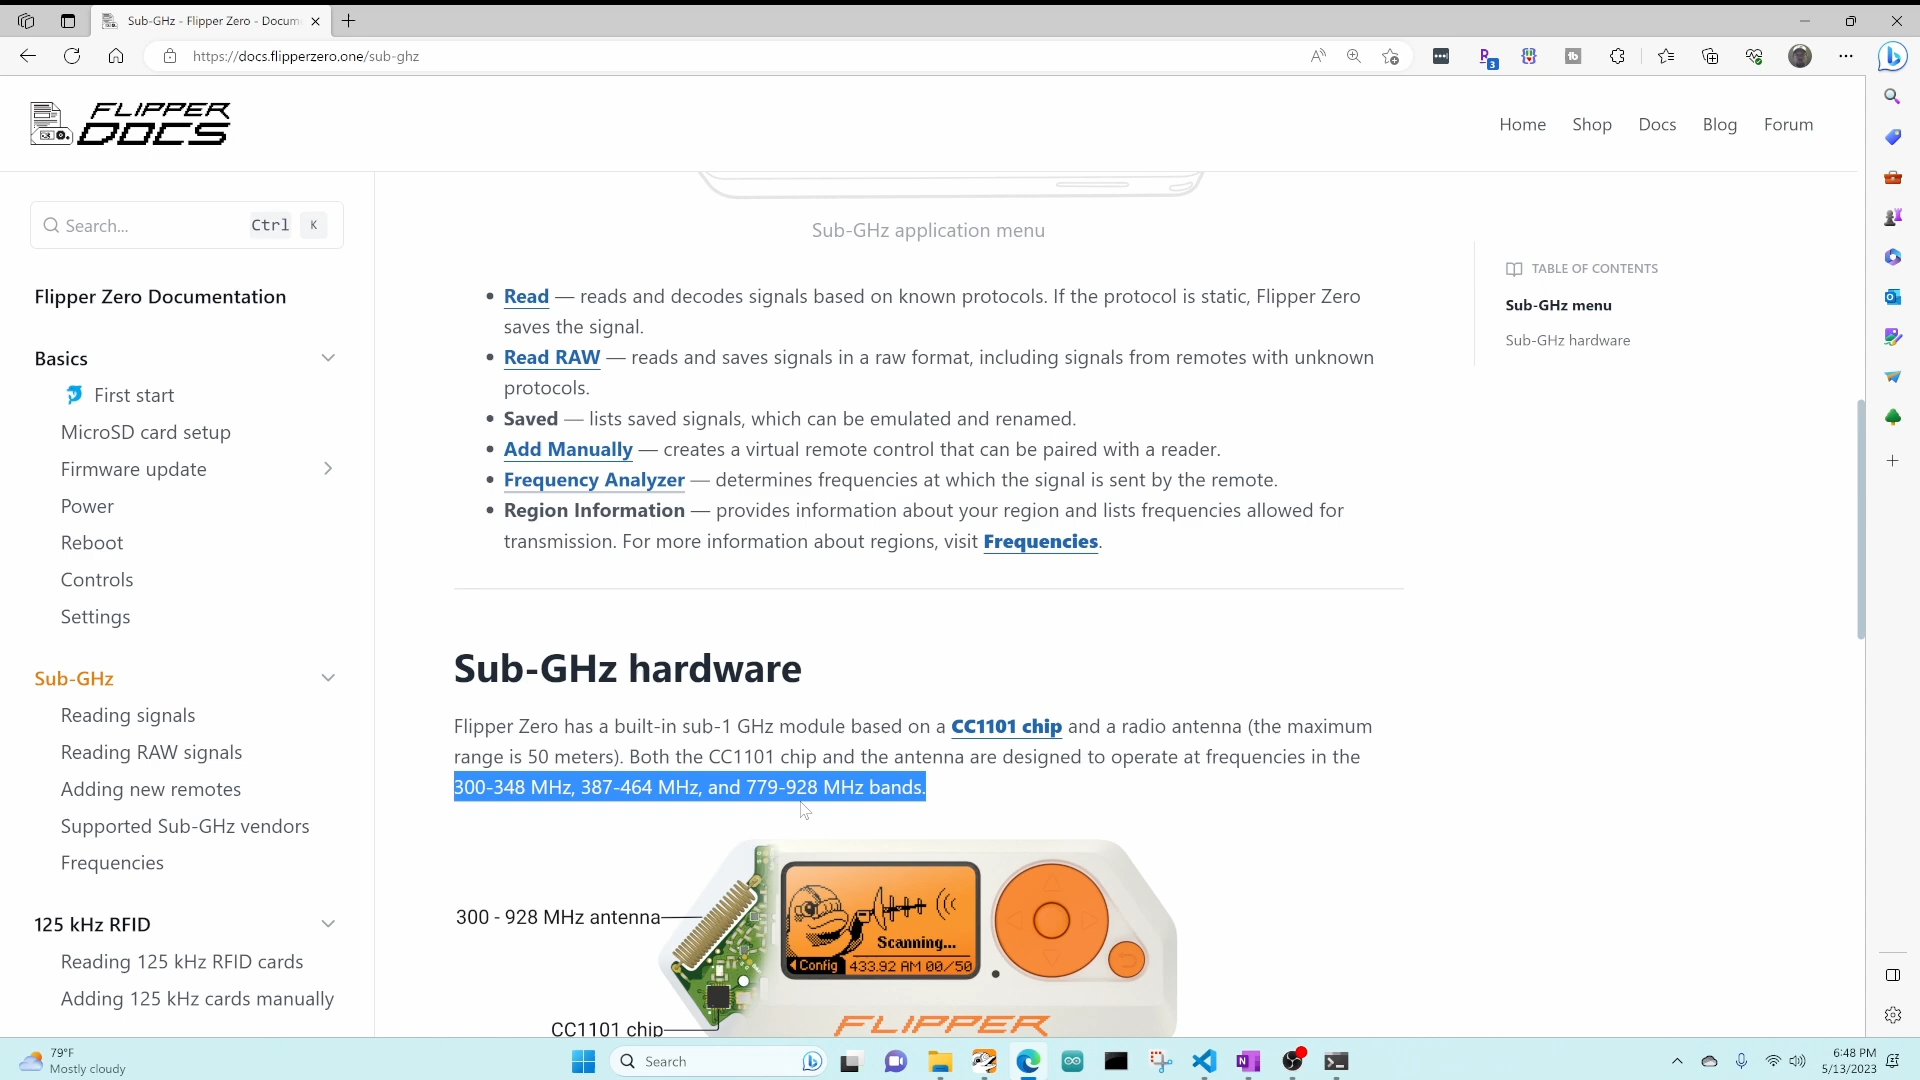 Sub-GHz - Flipper Zero - Docum
https://docs.flipperzero.one/sub-ghz
3
FLIPPER
DOCS
Home
Shop
Docs
Blog
Forum
Search...
Ctrl
K
Flipper Zero Documentation
Basics
First start
MicroSD card setup
Firmware update
Power
Reboot
Controls
Settings
Sub-GHz
Reading signals
Reading RAW signals
Adding new remotes
Supported Sub-GHz vendors
Frequencies
125 kHz RFID
Reading 125 kHz RFID cards
Adding 125 kHz cards manually
Sub-GHz application menu
Read — reads and decodes signals based on known protocols. If the protocol is static, Flipper Zero
saves the signal.
Read RAW — reads and saves signals in a raw format, including signals from remotes with unknown
protocols.
Saved — lists saved signals, which can be emulated and renamed.
Add Manually — creates a virtual remote control that can be paired with a reader.
Frequency Analyzer — determines frequencies at which the signal is sent by the remote.
Region Information — provides information about your region and lists frequencies allowed for
transmission. For more information about regions, visit Frequencies.
Sub-GHz hardware
Flipper Zero has a built-in sub-1 GHz module based on a CC1101 chip and a radio antenna (the maximum
range is 50 meters). Both the CC1101 chip and the antenna are designed to operate at frequencies in the
300-348 MHz, 387-464 MHz, and 779-928 MHz bands.
300 - 928 MHz antenna
Scanning...
Config
433.92 AM 00/50
CC1101 chip
FLIPPER
TABLE OF CONTENTS
Sub-GHz menu
Sub-GHz hardware
79°F
Mostly cloudy
Search
6:48 PM
5/13/2023